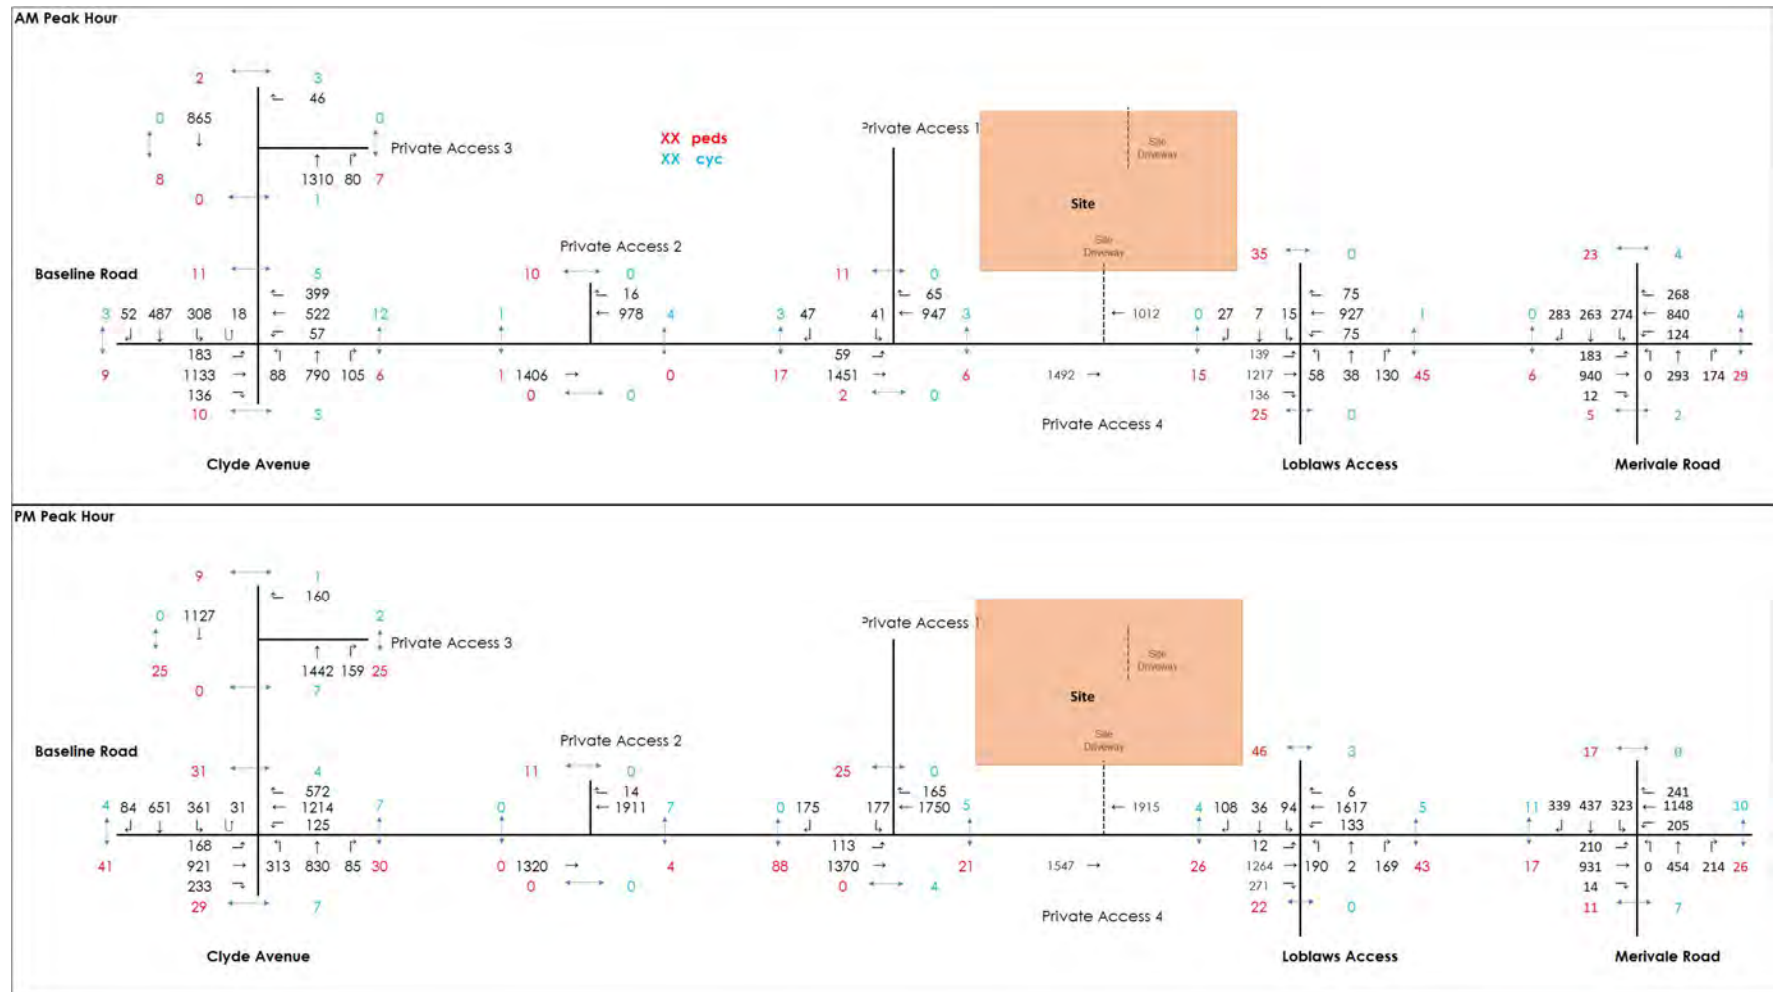 AM Peak Hour
2 3
46
0 865 0
Private Access 3
Private Access 1
Site
Driveway
XX peds
XX cyc
8 1310 80 7
0 1
Site
Private Access 2
Site
Driveway
Baseline Road
11 5 10 0 11 0 35 0 23 4
399 16 65 75 268
3 52 487 308 18 522 12 1 978 4 3 47 41 947 3 1012 0 27 7 15 927 1 0 283 263 274 840 4
57 75 124
183 59 139 183
9 1133 88 790 105 6 1 1406 0 17 1451 6 1492 15 1217 58 38 130 45 6 940 0 293 174 29
136 0 0 2 0 136 12
10 3 25 0 5 2
Private Access 4
Clyde Avenue Loblaws Access Merivale Road
PM Peak Hour
9 1
160
0 1127 2
Private Access 3
Private Access 1
Site
Driveway
25 1442 159 25
0 7
Site
Private Access 2
Site
Driveway
Baseline Road
31 4 11 0 25 0 46 3 17 0
572 14 165 6 241
4 84 651 361 31 1214 7 0 1911 7 0 175 177 1750 5 1915 4 108 36 94 1617 5 11 339 437 323 1148 30
125 133 205
168 113 12 210
41 921 313 830 85 30 0 1320 4 88 1370 21 1547 26 1264 190 2 169 43 17 931 0 454 214 26
233 0 0 0 4 271 14
29 7 22 0 11 7
Private Access 4
Clyde Avenue Loblaws Access Merivale Road